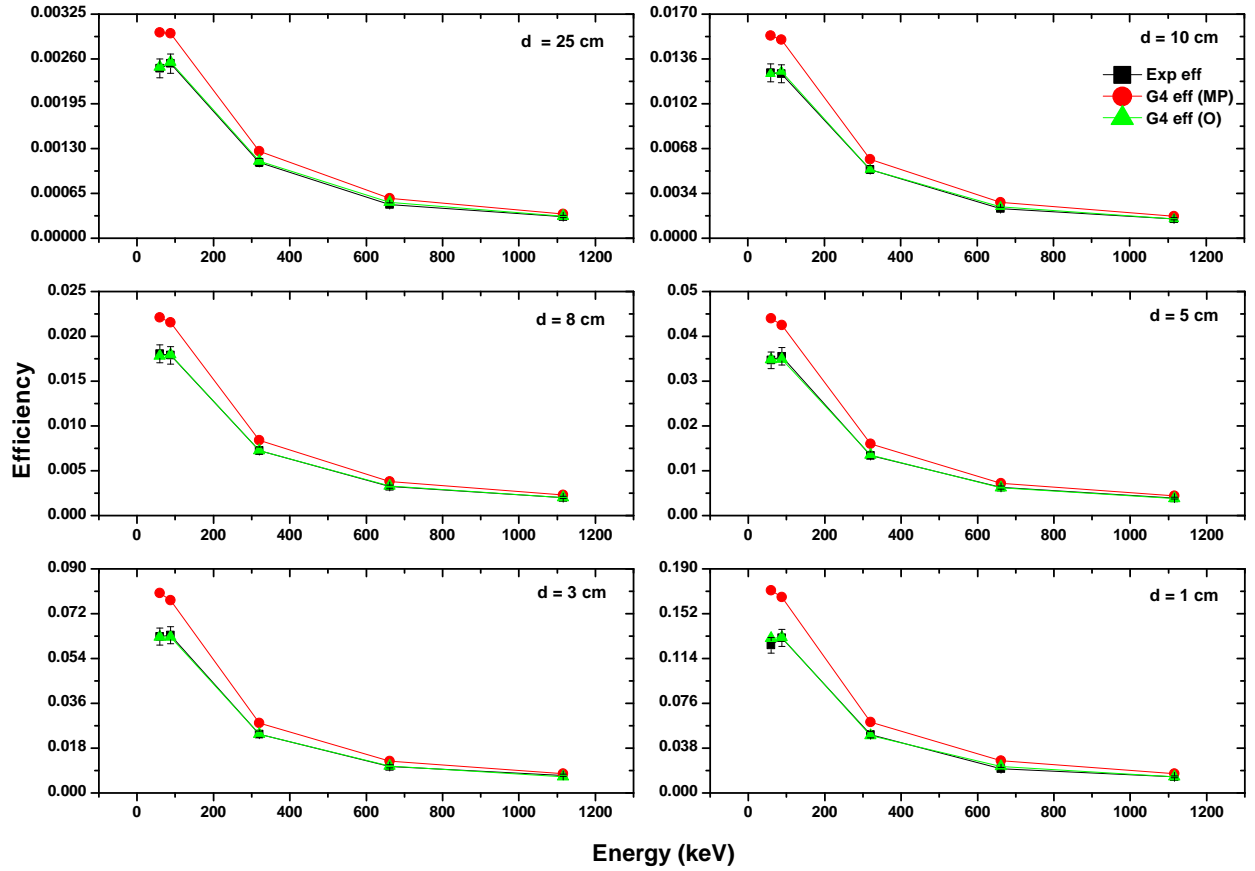 0.00325
0.00260
0.00195
0.00130
0.00065
0.00000
0 200 400 600 800 1000 1200
d = 25 cm
0.0170
0.0136
0.0102
0.0068
0.0034
0.0000
0 200 400 600 800 1000 1200
d = 10 cm
Exp eff
G4 eff (MP)
G4 eff (O)
0.025
0.020
0.015
0.010
0.005
0.000
0 200 400 600 800 1000 1200
d = 8 cm
0.05
0.04
0.03
0.01
0.00
0 200 400 600 800 1000 1200
d = 5 cm
0.090
0.072
0.054
0.036
0.018
0.000
0 200 400 600 800 1000 1200
d = 3 cm
0.190
0.152
0.114
0.076
0.038
0.000
0 200 400 600 800 1000 1200
d = 1 cm
Efficiency
Energy (keV)